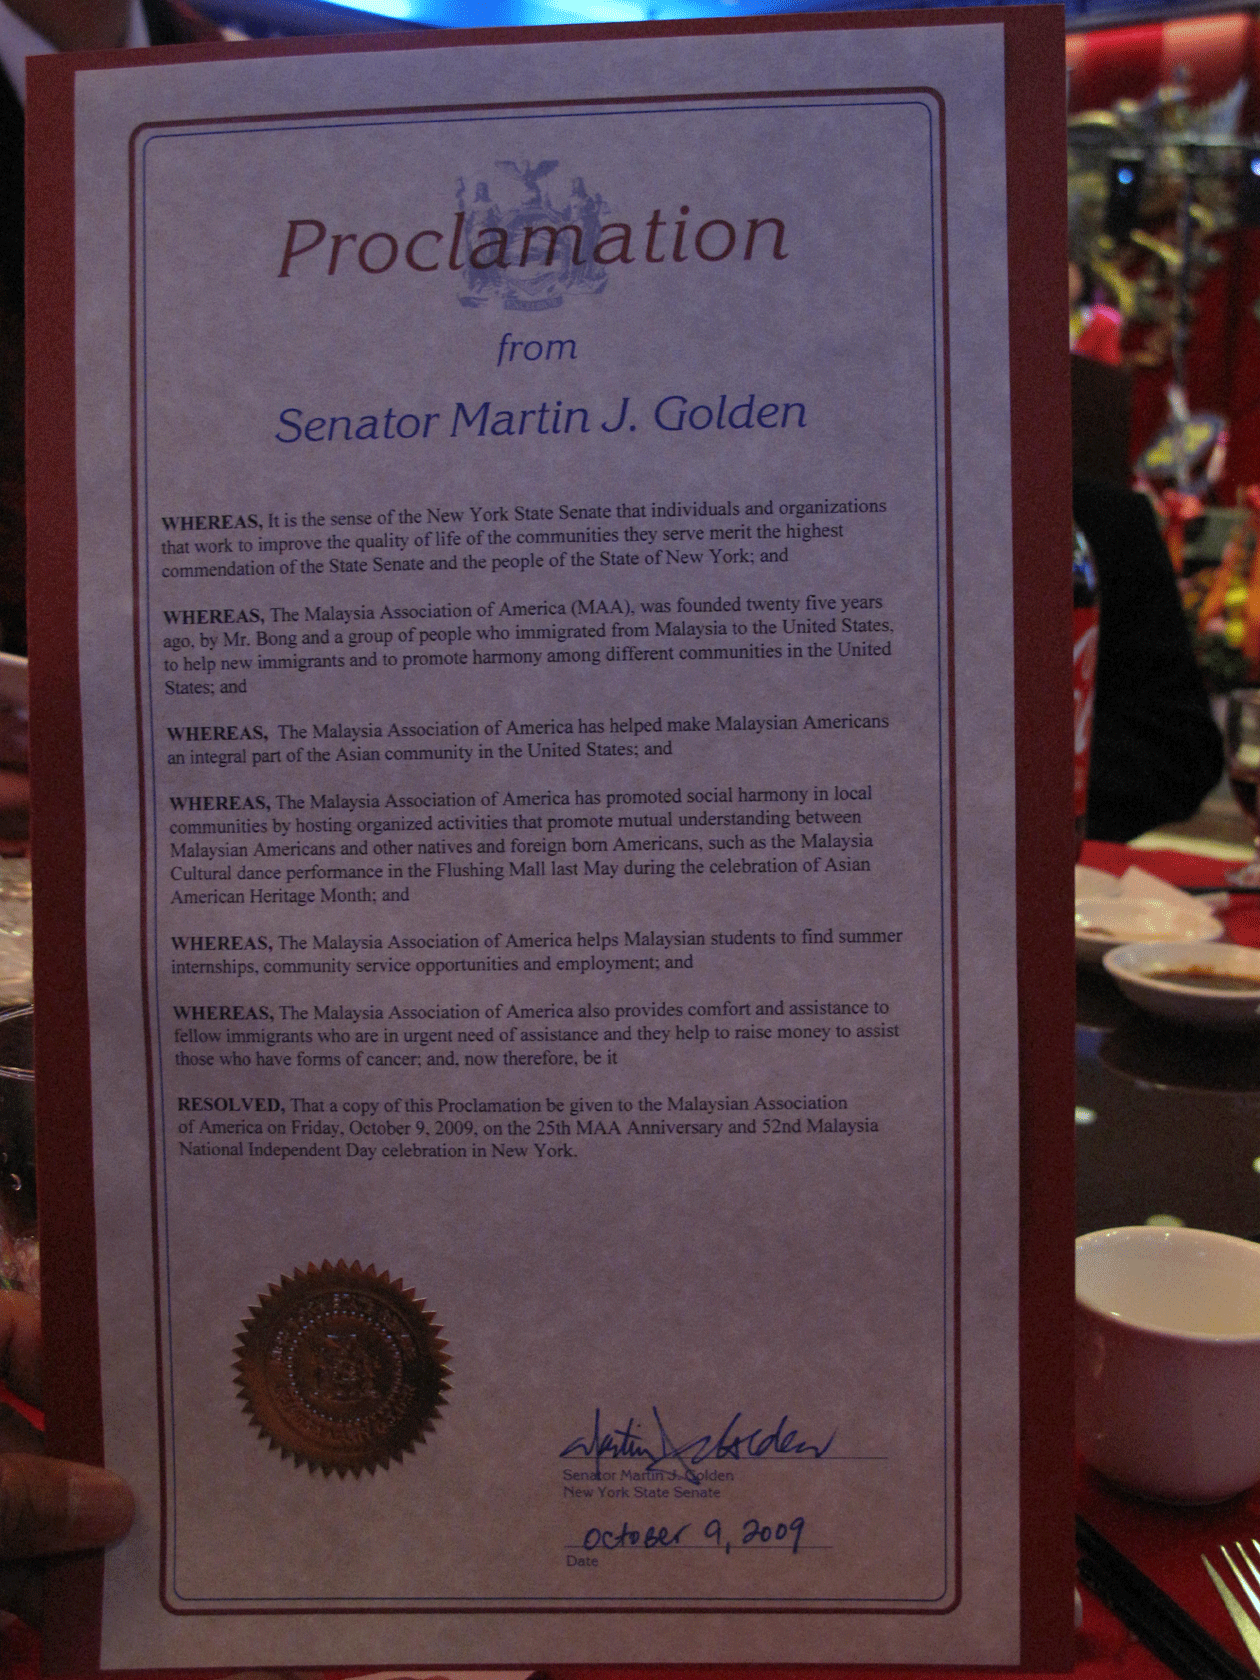 Proclamation
from
Senator Martin J. Golden
WHEREAS, It is the sense of the New York State Senate that individuals and organizations
that work to improve the quality of life of the communities they serve merit the highest
commendation of the State Senate and the people of the State of New York; and
WHEREAS, The Malaysia Association of America (MAA), was founded twenty five years
ago, by Mr. Bong and a group of people who immigrated from Malaysia to the United States,
to help new immigrants and to promote harmony among different communities in the United
States; and
WHEREAS, The Malaysia Association of America has helped make Malaysian Americans
an integral part of the Asian community in the United States; and
WHEREAS, The Malaysia Association of America has promoted social harmony in local
communities by hosting organized activities that promote mutual understanding between
Malaysian Americans and other natives and foreign born Americans, such as the Malaysia
Cultural dance performance in the Flushing Mall last May during the celebration of Asian
American Heritage Month; and
WHEREAS, The Malaysia Association of America helps Malaysian students to find summer
internships, community service opportunities and employment; and
WHEREAS, The Malaysia Association of America also provides comfort and assistance to
fellow immigrants who are in urgent need of assistance and they help to raise money to assist
those who have forms of cancer; and, now therefore, be it
RESOLVED, That a copy of this Proclamation be given to the Malaysian Association
of America on Friday, October 9, 2009, on the 25th MAA Anniversary and 52nd Malaysia
National Independent Day celebration in New York.
Martin J. Golden
Senator Martin J. Golden
New York State Senate
October 9, 2009
Date